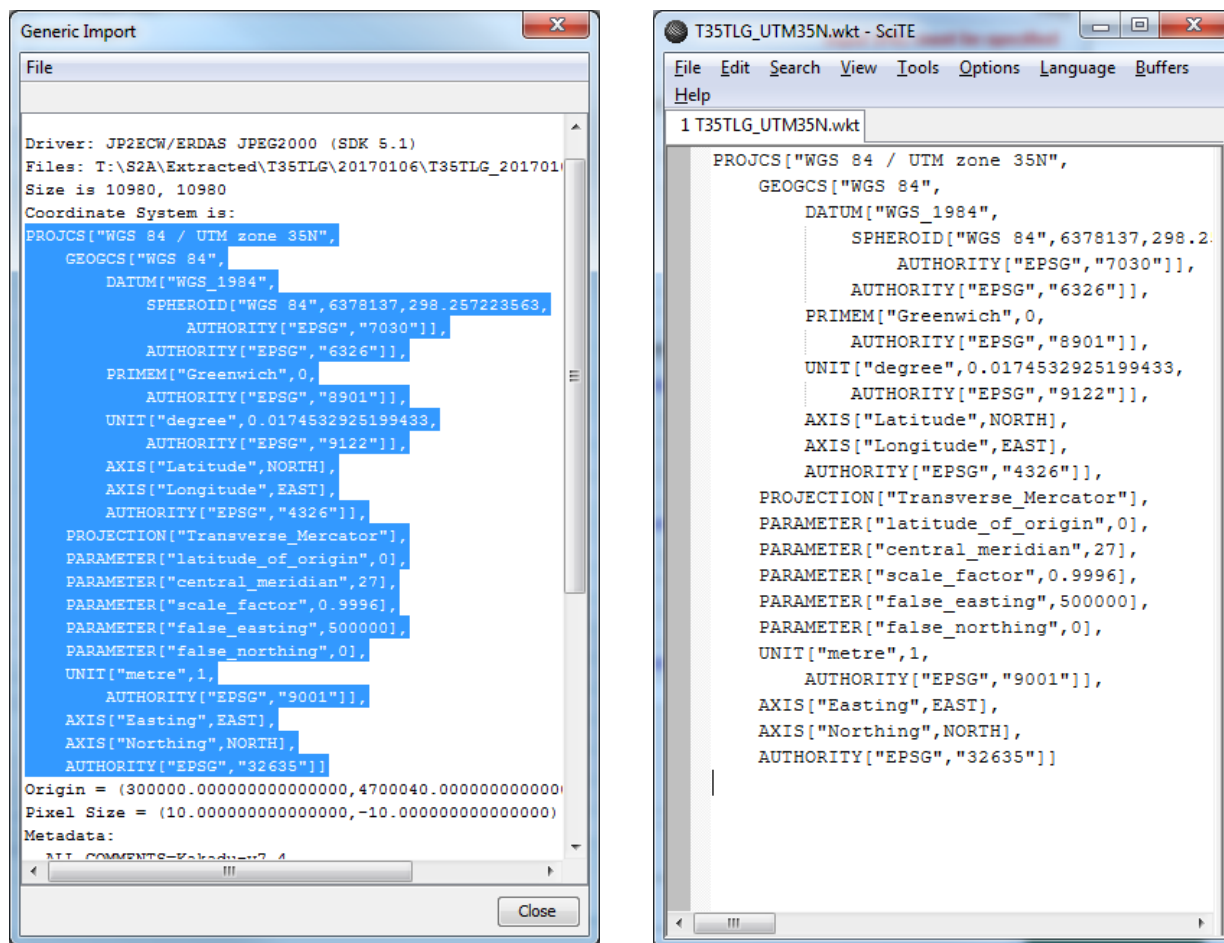 Generic Import
File
Driver: JP2ECW/ERDAS JPEG2000 (SDK 5.1)
Files: T:\S2A\Extracted\T35TLG\20170106\T35TLG_201701
Size is 10980, 10980
Coordinate System is:
PROJCS["WGS 84 / UTM zone 35N",
GEOGCS["WGS 84",
DATUM["WGS_1984",
SPHEROID["WGS 84",6378137,298.257223563,
AUTHORITY["EPSG","7030"]],
AUTHORITY["EPSG","6326"]],
PRIMEM["Greenwich",0,
AUTHORITY["EPSG","8901"]],
UNIT["degree",0.0174532925199433,
AUTHORITY["EPSG","9122"]],
AXIS["Latitude",NORTH],
AXIS["Longitude",EAST],
AUTHORITY["EPSG","4326"]],
PROJECTION["Transverse_Mercator"],
PARAMETER["latitude_of_origin",0],
PARAMETER["central_meridian",27],
PARAMETER["scale_factor",0.9996],
PARAMETER["false_easting",500000],
PARAMETER["false_northing",0],
UNIT["metre",1,
AUTHORITY["EPSG","9001"]],
AXIS["Easting",EAST],
AXIS["Northing",NORTH],
AUTHORITY["EPSG","32635"]]
Origin = (300000.000000000000000,4700040.000000000000
Pixel Size = (10.000000000000000,-10.000000000000000)
Metadata:
ALL_COMMENTS=Kakadu-v7.4
Close
T35TLG_UTM35N.wkt - SciTE
File Edit Search View Tools Options Language Buffers
Help
1 T35TLG_UTM35N.wkt
PROJCS["WGS 84 / UTM zone 35N",
GEOGCS["WGS 84",
DATUM["WGS_1984",
SPHEROID["WGS 84",6378137,298.2
AUTHORITY["EPSG","7030"]],
AUTHORITY["EPSG","6326"]],
PRIMEM["Greenwich",0,
AUTHORITY["EPSG","8901"]],
UNIT["degree",0.0174532925199433,
AUTHORITY["EPSG","9122"]],
AXIS["Latitude",NORTH],
AXIS["Longitude",EAST],
AUTHORITY["EPSG","4326"]],
PROJECTION["Transverse_Mercator"],
PARAMETER["latitude_of_origin",0],
PARAMETER["central_meridian",27],
PARAMETER["scale_factor",0.9996],
PARAMETER["false_easting",500000],
PARAMETER["false_northing",0],
UNIT["metre",1,
AUTHORITY["EPSG","9001"]],
AXIS["Easting",EAST],
AXIS["Northing",NORTH],
AUTHORITY["EPSG","32635"]]